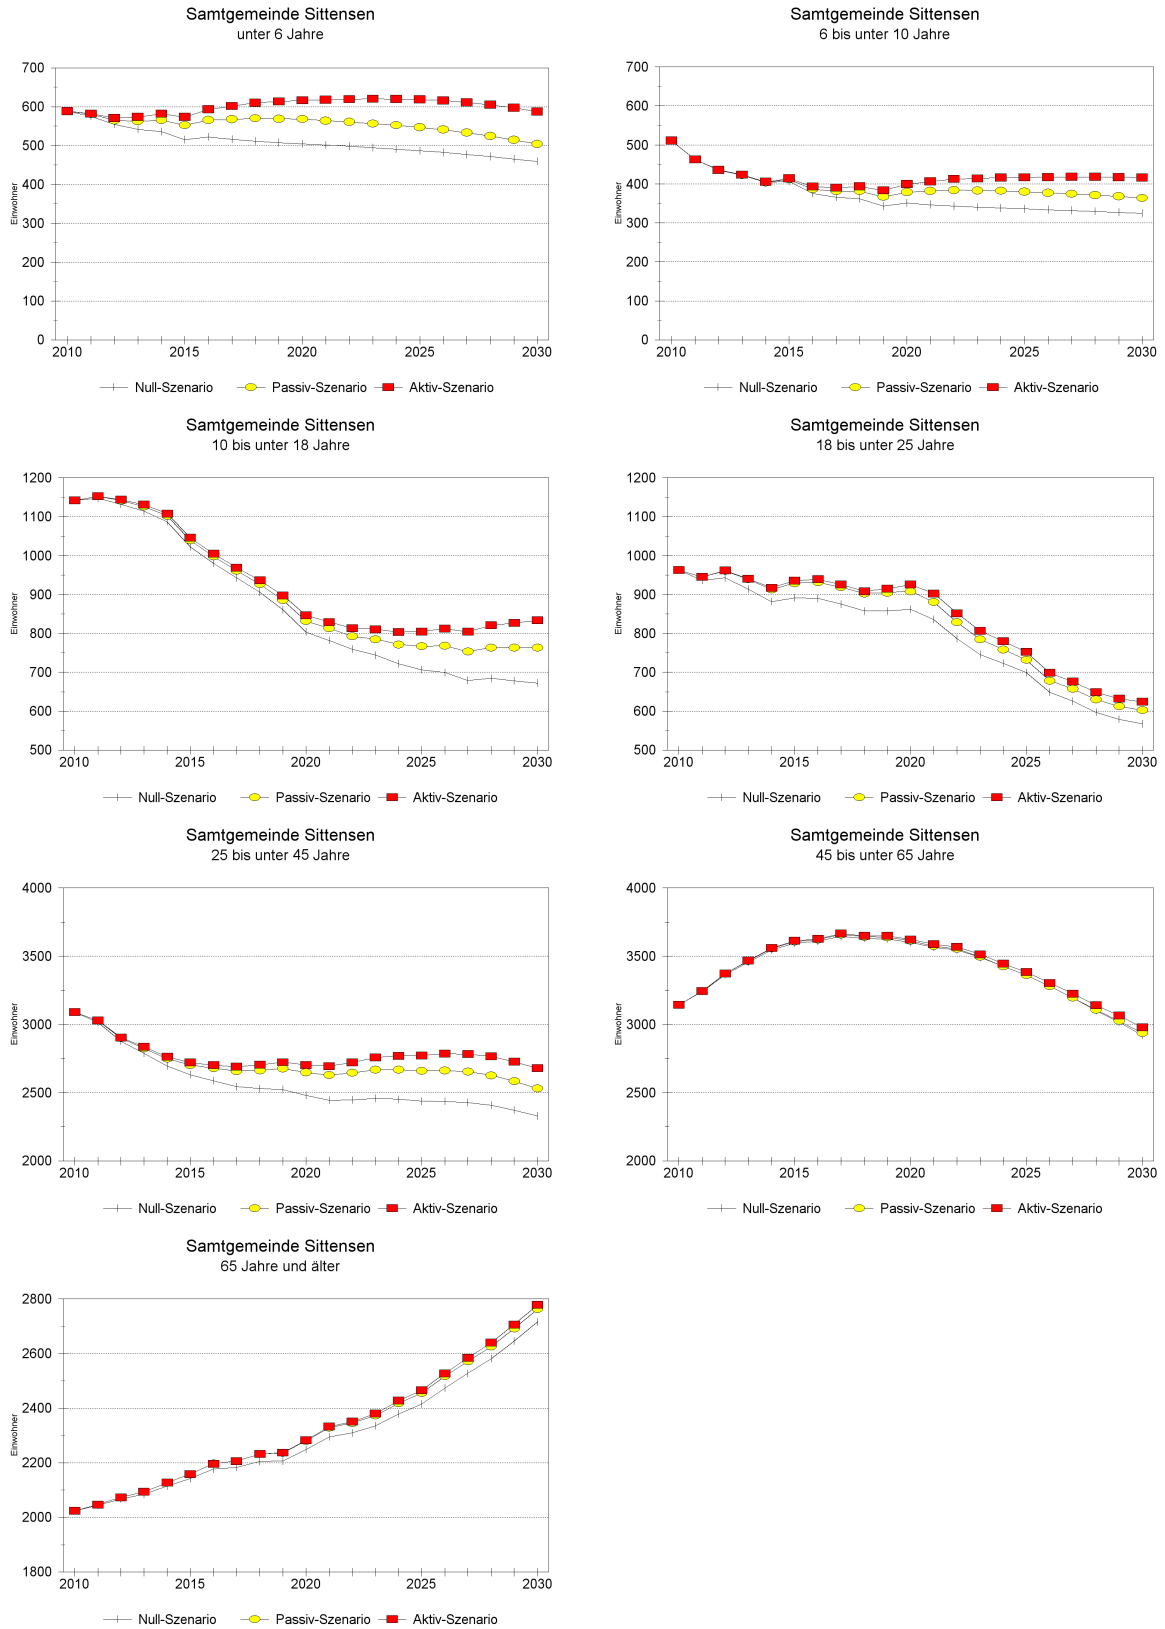 Samtgemeinde Sittensen
unter 6 Jahre
700
600
500
400
300
200
100
0
Einwohner
2010 2015 2020 2025 2030
Null-Szenario Passiv-Szenario Aktiv-Szenario
Samtgemeinde Sittensen
6 bis unter 10 Jahre
700
600
500
400
300
200
100
0
Einwohner
2010 2015 2020 2025 2030
Null-Szenario Passiv-Szenario Aktiv-Szenario
Samtgemeinde Sittensen
10 bis unter 18 Jahre
1200
1100
1000
900
800
700
600
500
Einwohner
2010 2015 2020 2025 2030
Null-Szenario Passiv-Szenario Aktiv-Szenario
Samtgemeinde Sittensen
18 bis unter 25 Jahre
1200
1100
1000
900
800
700
600
500
Einwohner
2010 2015 2020 2025 2030
Null-Szenario Passiv-Szenario Aktiv-Szenario
Samtgemeinde Sittensen
25 bis unter 45 Jahre
4000
3500
3000
2500
2000
Einwohner
2010 2015 2020 2025 2030
Null-Szenario Passiv-Szenario Aktiv-Szenario
Samtgemeinde Sittensen
45 bis unter 65 Jahre
4000
3500
3000
2500
2000
Einwohner
2010 2015 2020 2025 2030
Null-Szenario Passiv-Szenario Aktiv-Szenario
Samtgemeinde Sittensen
65 Jahre und älter
2800
2600
2400
2200
2000
1800
Einwohner
2010 2015 2020 2025 2030
Null-Szenario Passiv-Szenario Aktiv-Szenario